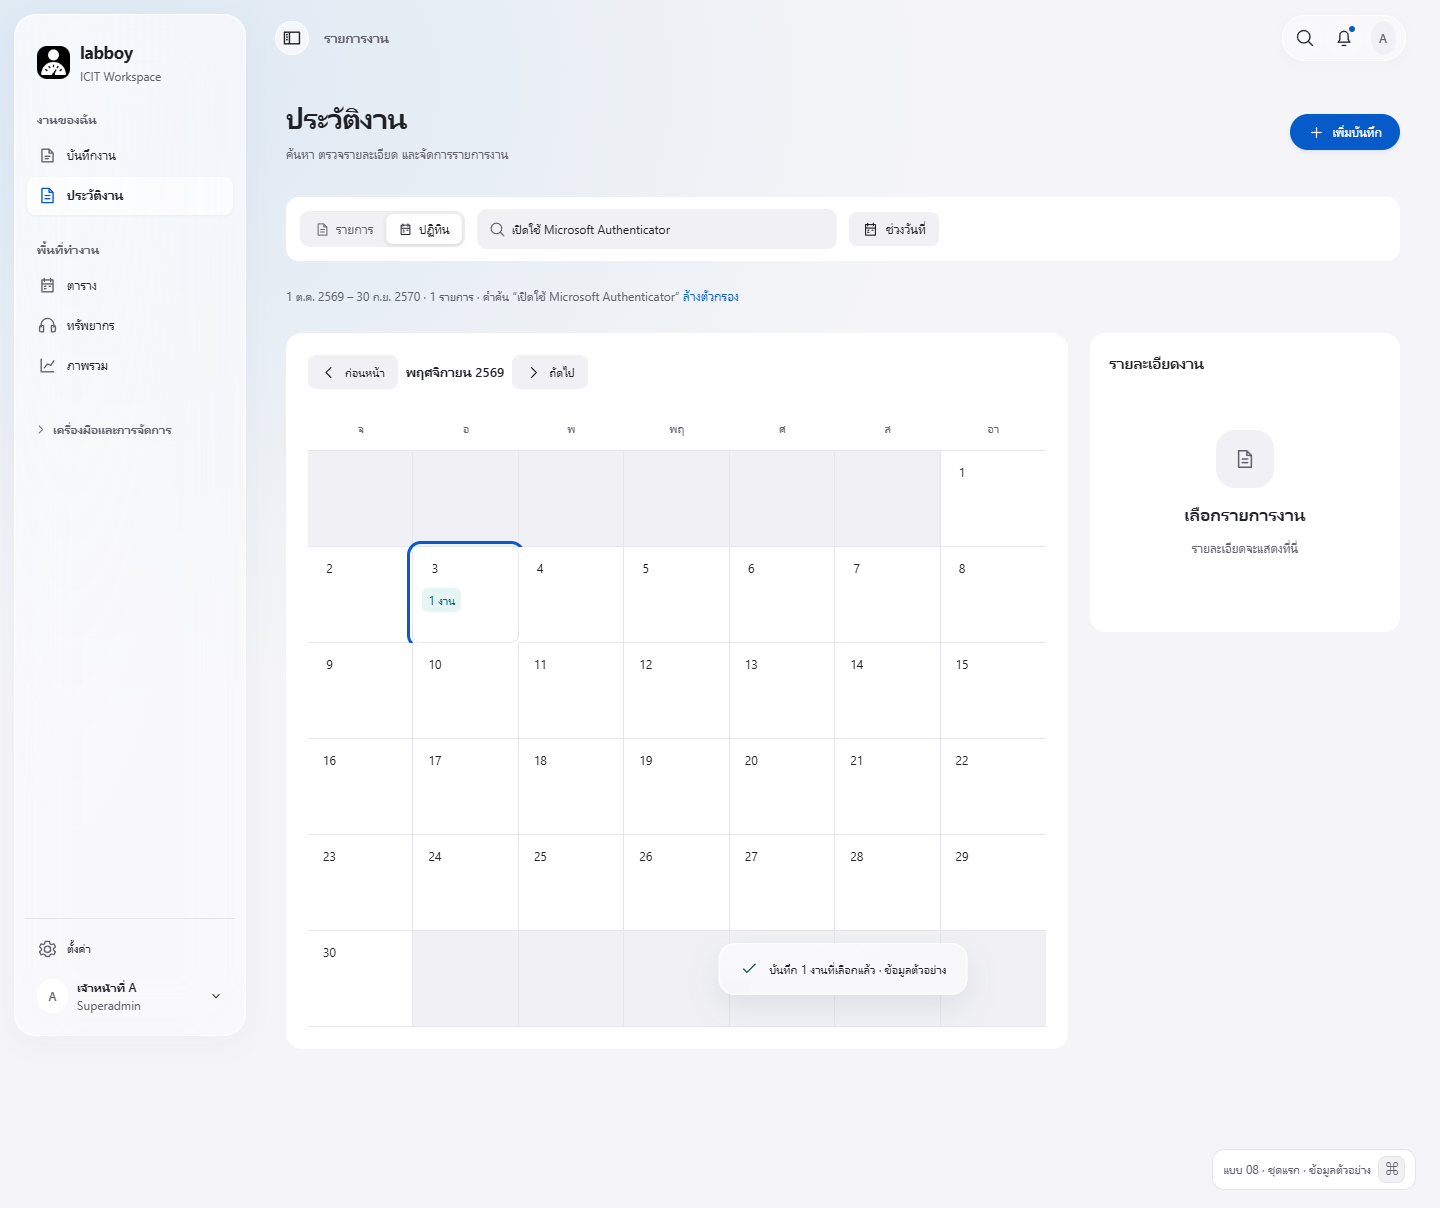 labboy
ICIT Workspace
งานของฉัน
บันทึกงาน
ประวัติงาน
พื้นที่ทำงาน
ตาราง
ทรัพยากร
ภาพรวม
เครื่องมือและการจัดการ
ตั้งค่า
A
เจ้าหน้าที่ A
Superadmin
รายการงาน
A
ประวัติงาน
ค้นหา ตรวจรายละเอียด และจัดการรายการงาน
เพิ่มบันทึก
รายการ
ปฏิทิน
เปิดใช้ Microsoft Authenticator
ช่วงวันที่
1 ต.ค. 2569 – 30 ก.ย. 2570 · 1 รายการ · คำค้น “เปิดใช้ Microsoft Authenticator” ล้างตัวกรอง
ก่อนหน้า พฤศจิกายน 2569 ถัดไป
จ อ พ พฤ ศ ส อา
1
2 3 4 5 6 7 8
1 งาน
9 10 11 12 13 14 15
16 17 18 19 20 21 22
23 24 25 26 27 28 29
30
รายละเอียดงาน
เลือกรายการงาน
รายละเอียดจะแสดงที่นี่
บันทึก 1 งานที่เลือกแล้ว · ข้อมูลตัวอย่าง
แบบ 08 · ชุดแรก · ข้อมูลตัวอย่าง ⌘